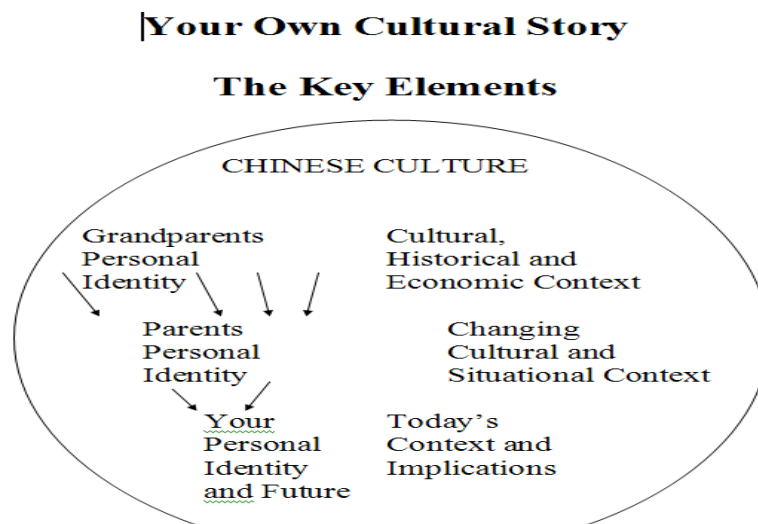 Your Own Cultural Story
The Key Elements
CHINESE CULTURE
Grandparents
Personal
Identity
Cultural,
Historical and
Economic Context
Parents
Personal
Identity
Changing
Cultural and
Situational Context
Your
Personal
Identity
and Future
Today’s
Context and
Implications